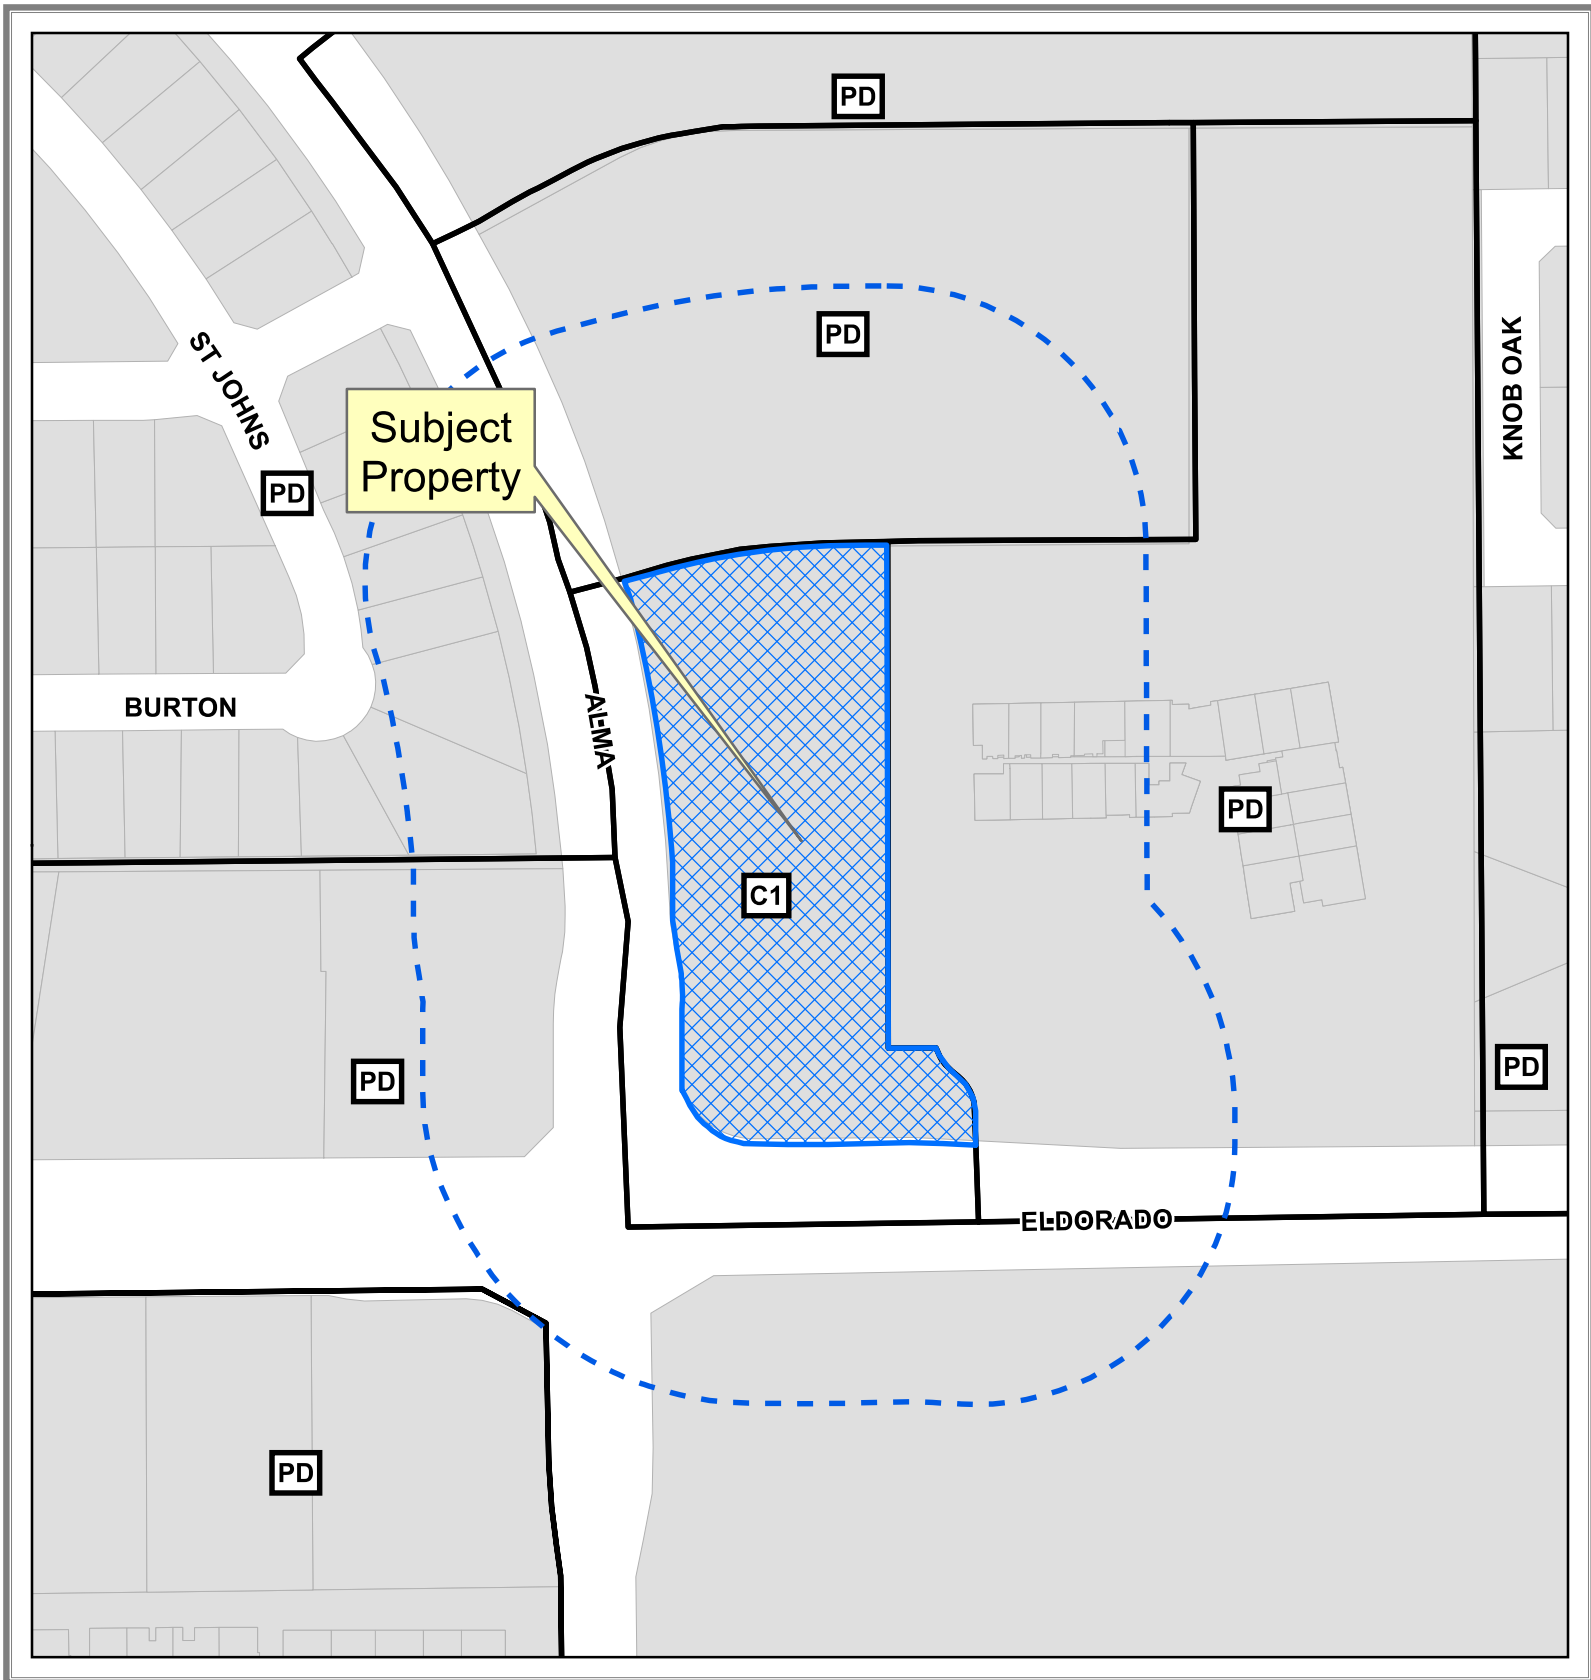 PD
PD
KNOB OAK
ST JOHNS
Subject
Property
PD
BURTON
ALMA
PD
C1
PD
PD
ELDORADO
PD